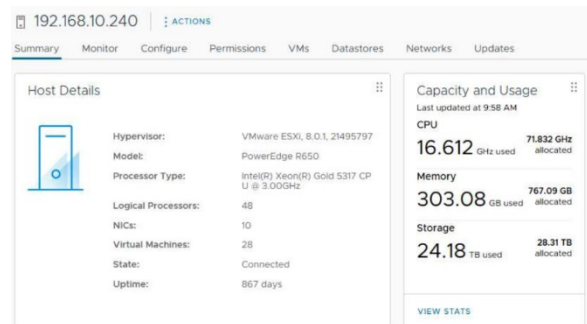 192.168.10.240
ACTIONS
Summary Monitor Configure Permissions VMs Datastores Networks Updates
Host Details
Hypervisor: VMware ESXi, 8.0.1, 21495797
Model: PowerEdge R650
Processor Type: Intel(R) Xeon(R) Gold 5317 CP
U @ 3.00GHz
Logical Processors: 48
NICs: 10
Virtual Machines: 28
State: Connected
Uptime: 867 days
Capacity and Usage
Last updated at 9:58 AM
CPU
16.612 GHz used 71.832 GHz
allocated
Memory
303.08 GB used 767.09 GB
allocated
Storage
24.18 TB used 28.31 TB
allocated
VIEW STATS